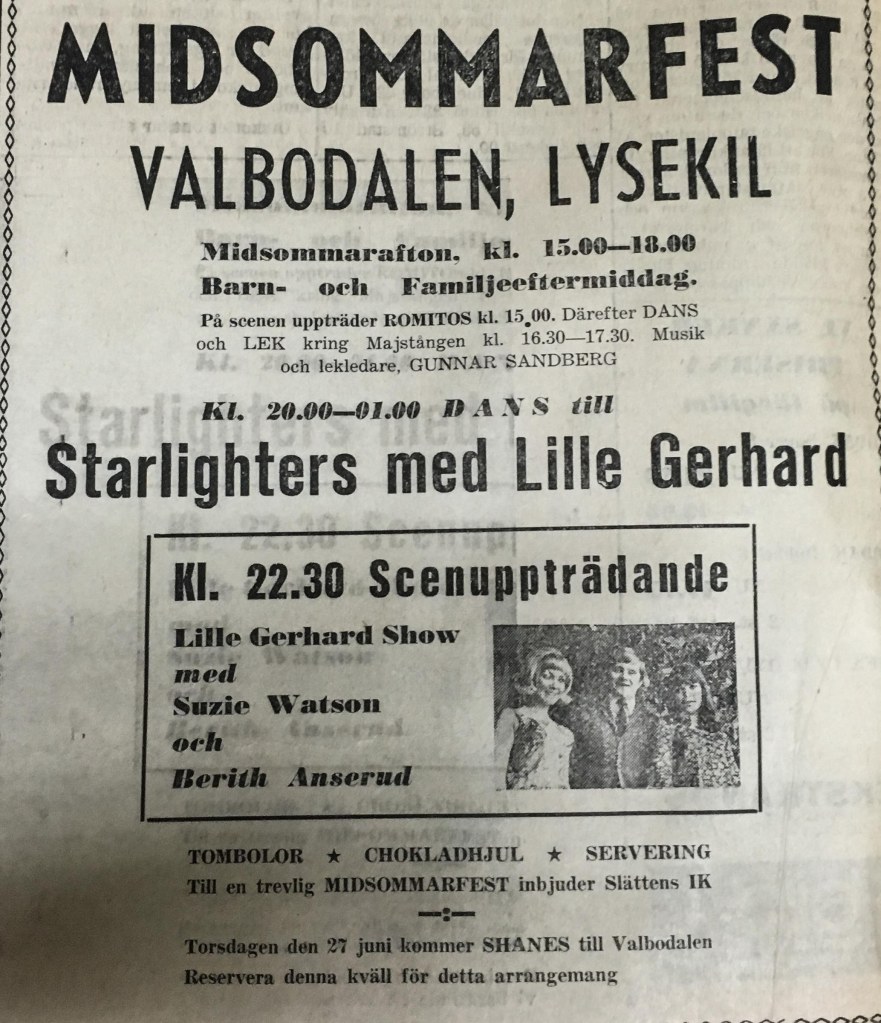 MIDSOMMARFEST
VALBODALEN, LYSEKIL
Midsommarafton, kl. 15.00—18.00
Barn- och Familjeeftermiddag.
På scenen uppträder ROMITOS kl. 15.00. Därefter DANS
och LEK kring Majstången kl. 16.30—17.30. Musik
och lekledare, GUNNAR SANDBERG
Kl. 20.00—01.00 DANS till
Starlighters med Lille Gerhard
Kl. 22.30 Scenuppträdande
Lille Gerhard Show
med
Suzie Watson
och
Berith Anserud
TOMBOLOR ★ CHOKLADHJUL ★ SERVERING
Till en trevlig MIDSOMMARFEST inbjuder Slättens IK
Torsdagen den 27 juni kommer SHANES till Valbodalen
Reservera denna kväll för detta arrangemang